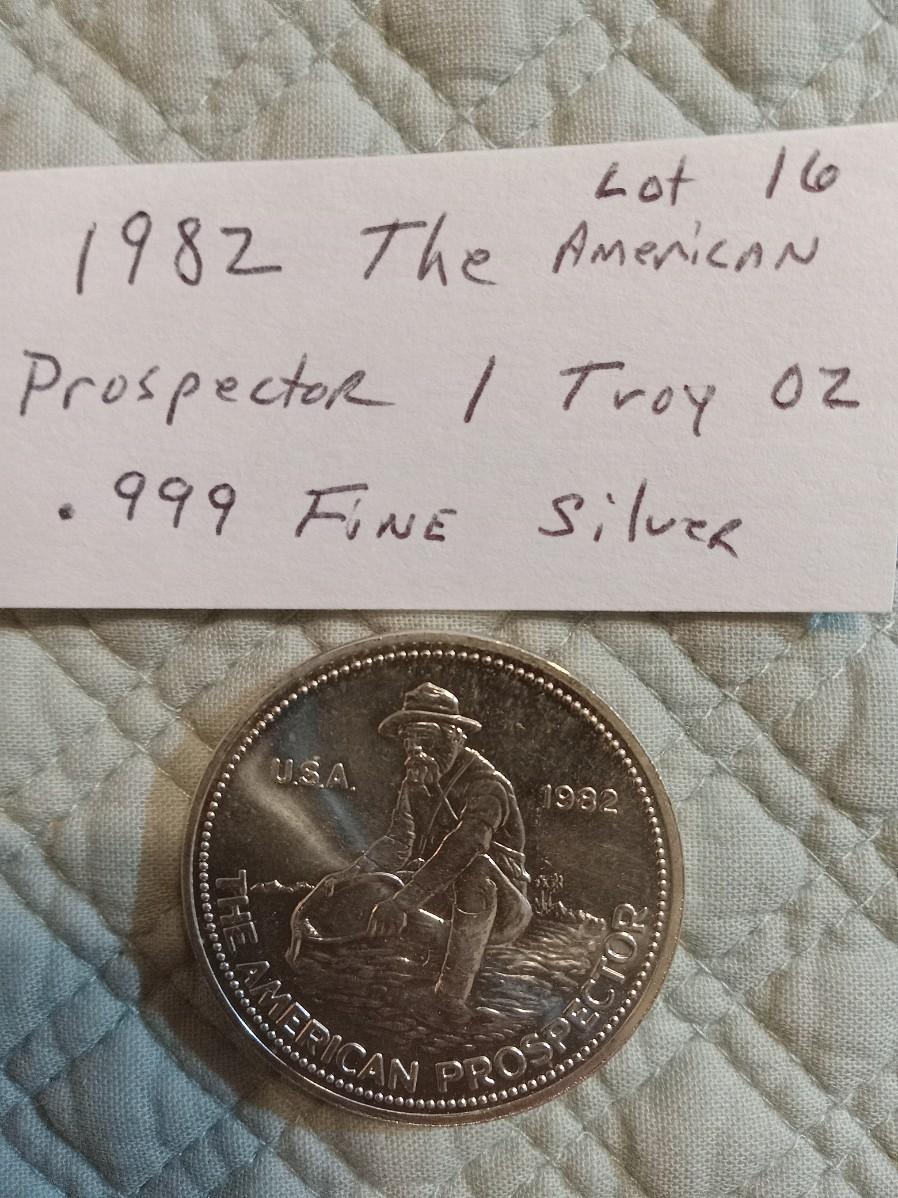 Lot 16
1982 The American
Prospector 1 Troy oz
.999 Fine Silver
U.S.A.
1982
THE AMERICAN PROSPECTOR